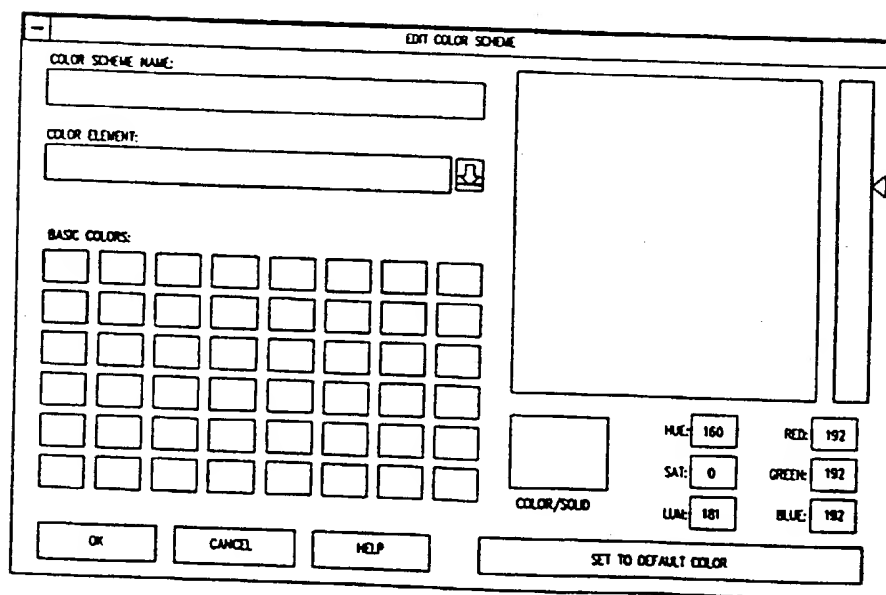 EDIT COLOR SCHEME
COLOR SCHEME NAME:
COLOR ELEMENT:
BASIC COLORS:
HUE: 160
RED: 192
SAT: 0
GREEN: 192
COLOR/SOLID
LUM: 181
BLUE: 192
OK
CANCEL
HELP
SET TO DEFAULT COLOR